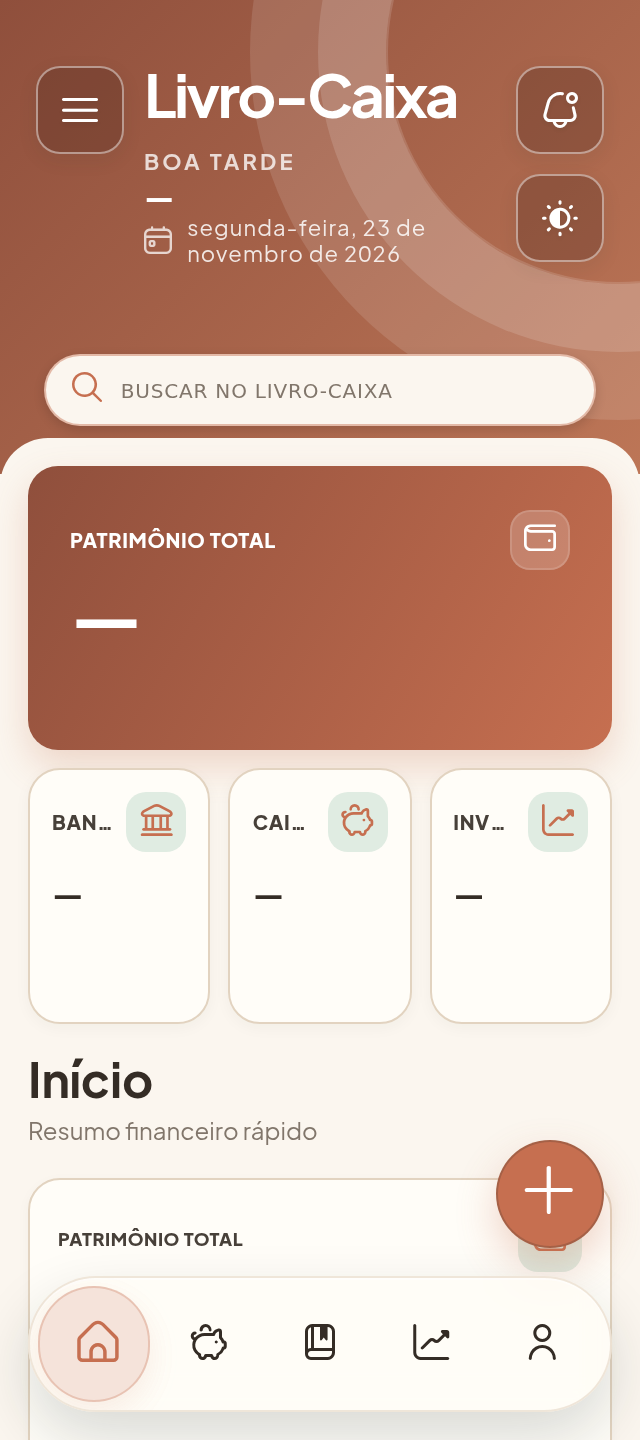 Livro-Caixa
BOA TARDE
—
segunda-feira, 23 de
novembro de 2026
BUSCAR NO LIVRO-CAIXA
PATRIMÔNIO TOTAL
—
BAN...
CAI...
INV...
—
—
—
Início
Resumo financeiro rápido
PATRIMÔNIO TOTAL